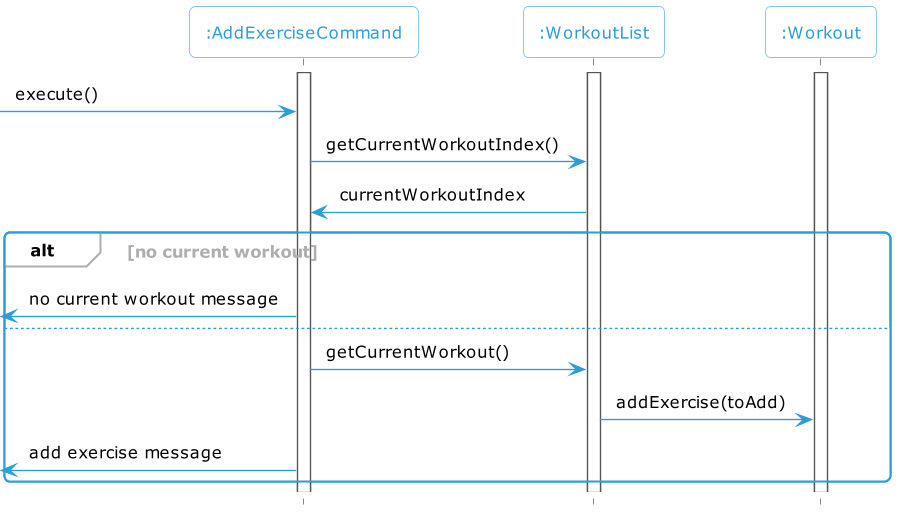 :AddExerciseCommand :WorkoutList :Workout
execute()
getCurrentWorkoutIndex()
currentWorkoutIndex
alt [no current workout]
no current workout message
getCurrentWorkout()
addExercise(toAdd)
add exercise message